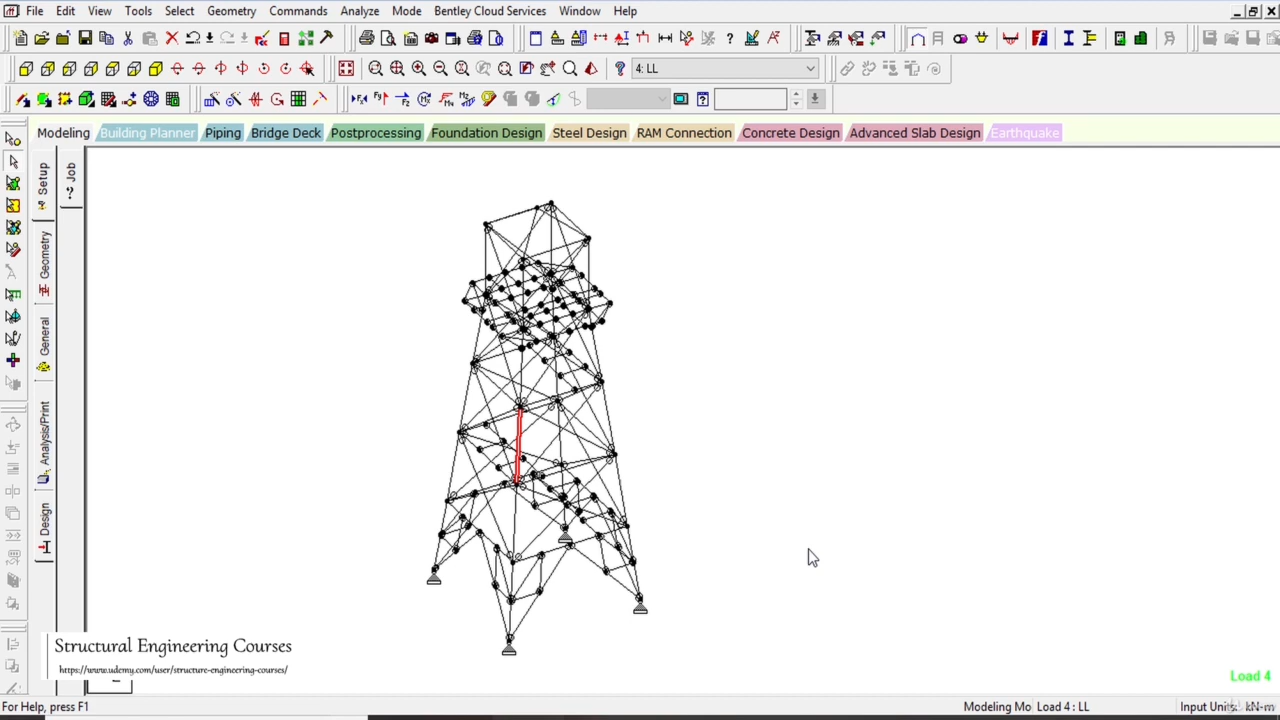 File Edit View Tools Select Geometry Commands Analyze Mode Bentley Cloud Services Window Help
4: LL
Modeling Building Planner Piping Bridge Deck Postprocessing Foundation Design Steel Design RAM Connection Concrete Design Advanced Slab Design Earthquake
Setup
Job
Geometry
General
Analysis/Print
Design
Structural Engineering Courses
https://www.udemy.com/user/structure-engineering-courses/
Load 4
For Help, press F1 Modeling Mo Load 4 : LL Input Units: kN-m